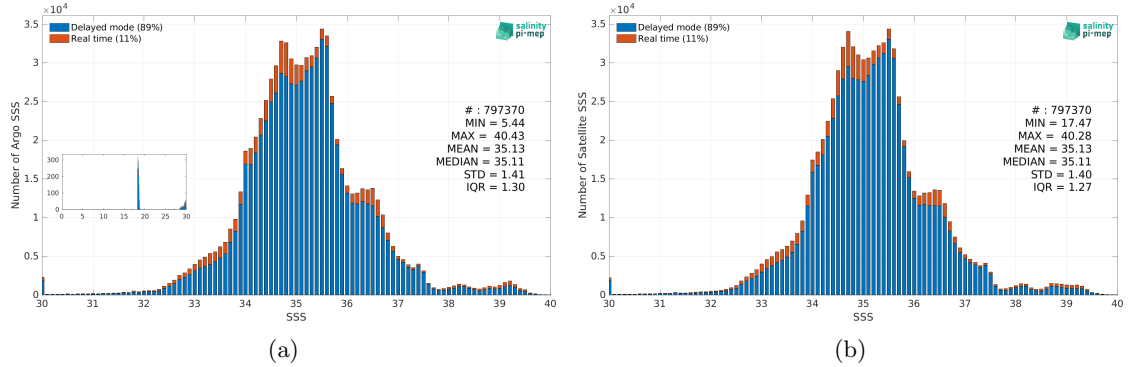 ×10⁴
Delayed mode (89%)
Real time (11%)
salinity
pi-mep
Number of Argo SSS
3.5
3
2.5
2
1.5
1
0.5
0
# : 797370
MIN = 5.44
MAX = 40.43
MEAN = 35.13
MEDIAN = 35.11
STD = 1.41
IQR = 1.30
300
200
100
0
0 5 10 15 20 25 30
30 31 32 33 34 35 36 37 38 39 40
SSS
(a)
×10⁴
Delayed mode (89%)
Real time (11%)
salinity
pi-mep
Number of Satellite SSS
3.5
3
2.5
2
1.5
1
0.5
0
# : 797370
MIN = 17.47
MAX = 40.28
MEAN = 35.13
MEDIAN = 35.11
STD = 1.40
IQR = 1.27
30 31 32 33 34 35 36 37 38 39 40
SSS
(b)